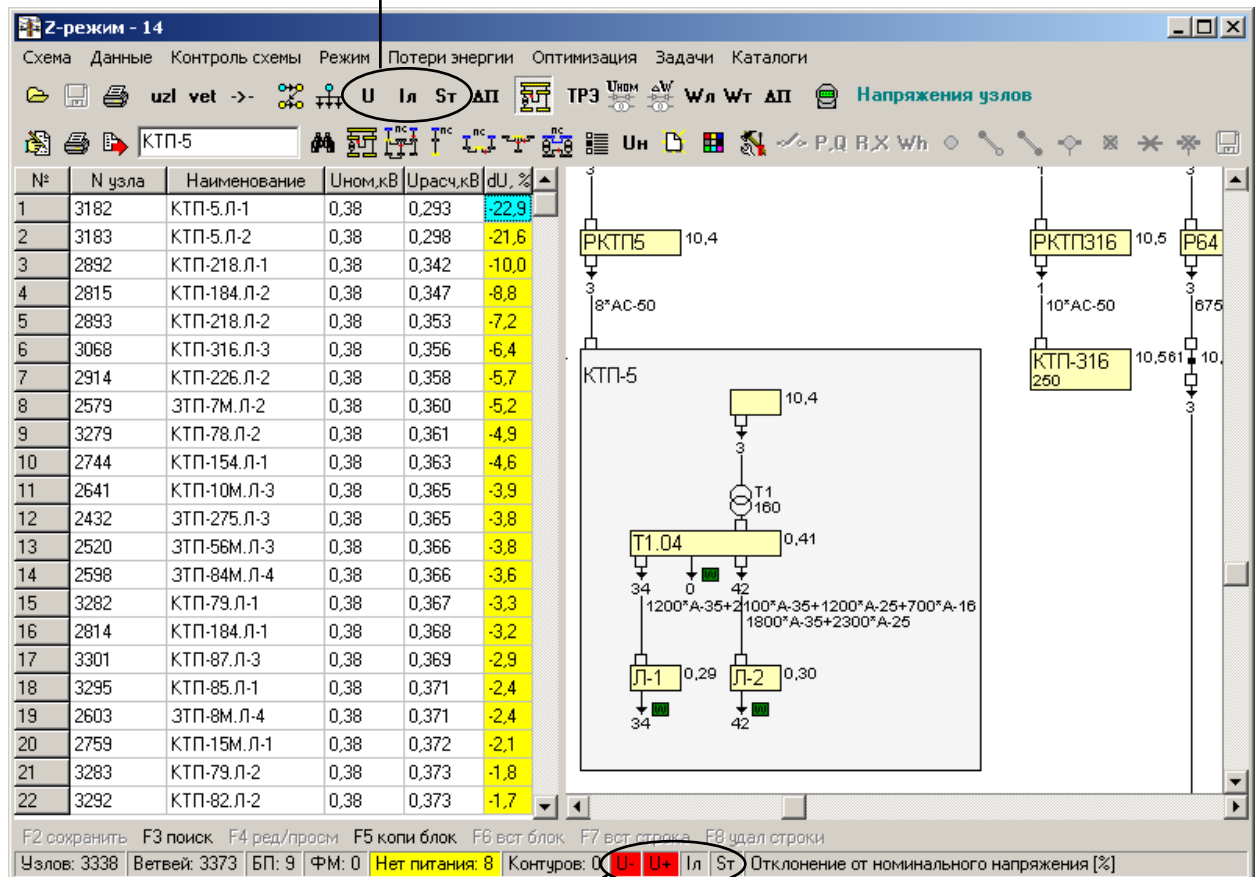 Z-режим - 14
Схема Данные Контроль схемы Режим Потери энергии Оптимизация Задачи Каталоги
uzl vet ->- U Iл Sт ΔП ТРЭ Uном ΔW Wл Wт ΔП Напряжения узлов
КТП-5 ПС ПС ПС ПС Uн P,Q R,X Wh
№ N узла Наименование Uном,кВ Uрасч,кВ dU, %
1 3182 КТП-5.Л-1 0,38 0,293 -22,9
2 3183 КТП-5.Л-2 0,38 0,298 -21,6
3 2892 КТП-218.Л-1 0,38 0,342 -10,0
4 2815 КТП-184.Л-2 0,38 0,347 -8,8
5 2893 КТП-218.Л-2 0,38 0,353 -7,2
6 3068 КТП-316.Л-3 0,38 0,356 -6,4
7 2914 КТП-226.Л-2 0,38 0,358 -5,7
8 2579 ЗТП-7М.Л-2 0,38 0,360 -5,2
9 3279 КТП-78.Л-2 0,38 0,361 -4,9
10 2744 КТП-154.Л-1 0,38 0,363 -4,6
11 2641 КТП-10М.Л-3 0,38 0,365 -3,9
12 2432 ЗТП-275.Л-3 0,38 0,365 -3,8
13 2520 ЗТП-56М.Л-3 0,38 0,366 -3,8
14 2598 ЗТП-84М.Л-4 0,38 0,366 -3,6
15 3282 КТП-79.Л-1 0,38 0,367 -3,3
16 2814 КТП-184.Л-1 0,38 0,368 -3,2
17 3301 КТП-87.Л-3 0,38 0,369 -2,9
18 3295 КТП-85.Л-1 0,38 0,371 -2,4
19 2603 ЗТП-8М.Л-4 0,38 0,371 -2,4
20 2759 КТП-15М.Л-1 0,38 0,372 -2,1
21 3283 КТП-79.Л-2 0,38 0,373 -1,8
22 3292 КТП-82.Л-2 0,38 0,373 -1,7
РКТП5 10,4 РКТП316 10,5 Р64
3 1 3
8*АС-50 10*АС-50 675
КТП-316 10,561 10,
250
3
КТП-5
10,4
3
Т1
160
Т1.04 0,41
34 0 W 42
1200*А-35+2100*А-35+1200*А-25+700*А-16
1800*А-35+2300*А-25
Л-1 0,29 Л-2 0,30
34 W 42 W
F2 сохранить F3 поиск F4 ред/просм F5 копи блок F6 вст блок F7 вст строка F8 удал строки
Узлов: 3338 Ветвей: 3373 БП: 9 ФМ: 0 Нет питания: 8 Контуров: 0 U- U+ Iл Sт Отклонение от номинального напряжения [%]